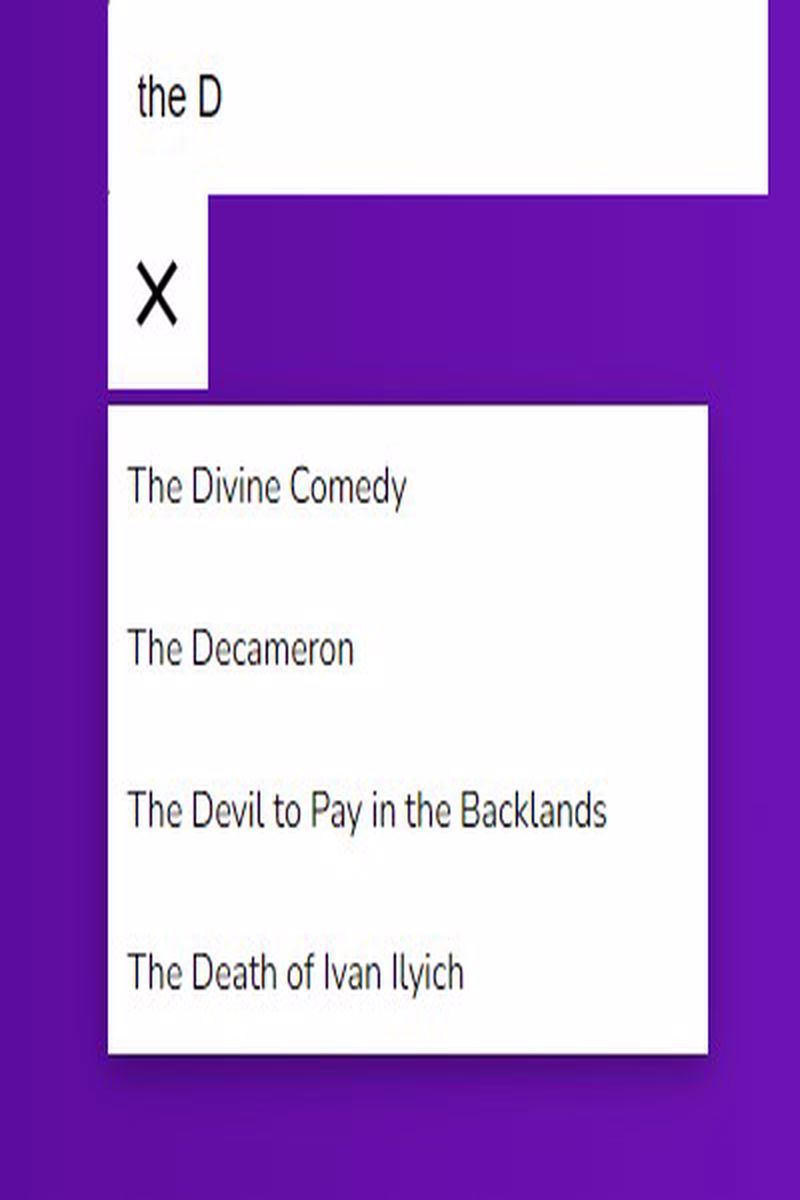 the D
X
The Divine Comedy
The Decameron
The Devil to Pay in the Backlands
The Death of Ivan Ilyich